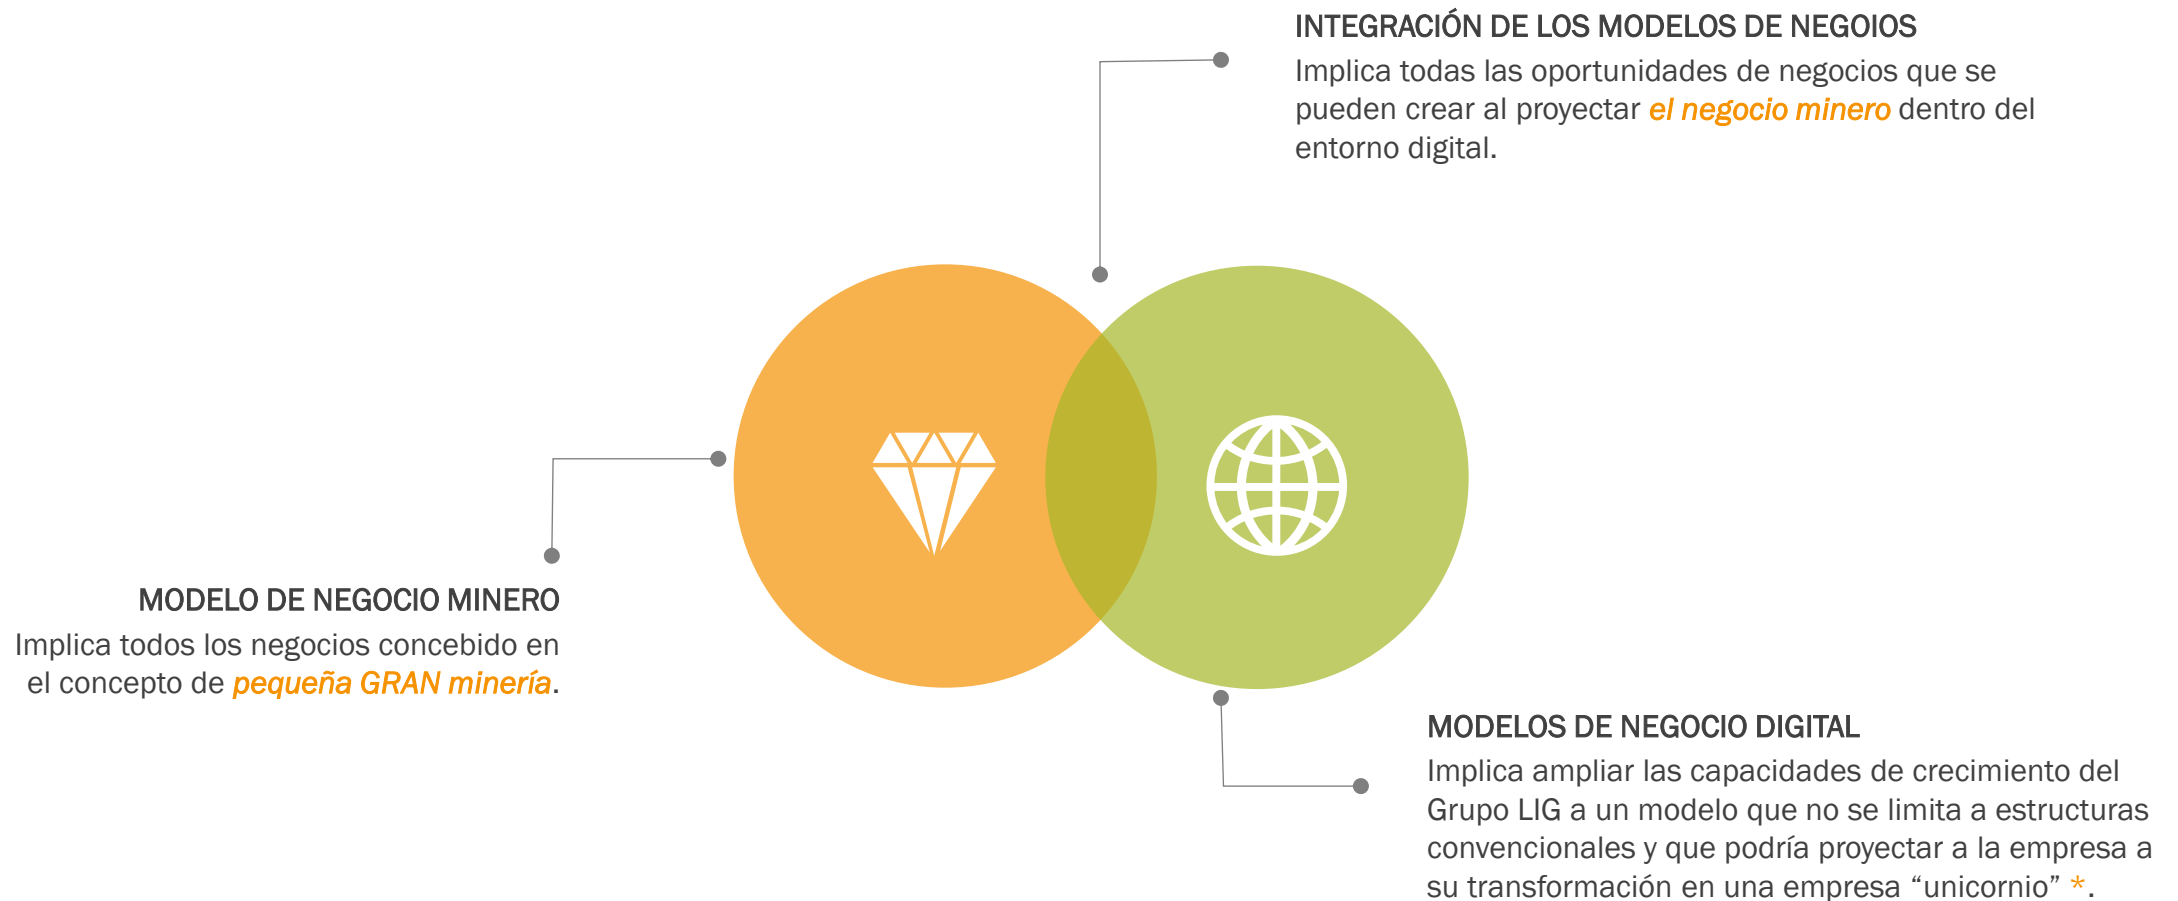 INTEGRACIÓN DE LOS MODELOS DE NEGOIOS
Implica todas las oportunidades de negocios que se
pueden crear al proyectar el negocio minero dentro del
entorno digital.
MODELO DE NEGOCIO MINERO
Implica todos los negocios concebido en
el concepto de pequeña GRAN minería.
MODELOS DE NEGOCIO DIGITAL
Implica ampliar las capacidades de crecimiento del
Grupo LIG a un modelo que no se limita a estructuras
convencionales y que podría proyectar a la empresa a
su transformación en una empresa “unicornio” *.